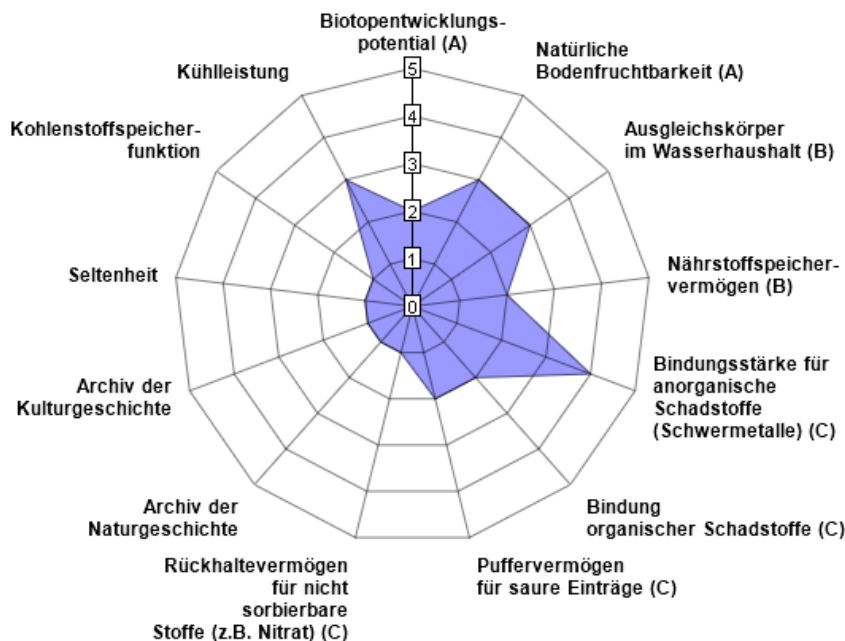 Biotopentwicklungs-
potential (A)
Natürliche
Bodenfruchtbarkeit (A)
Ausgleichskörper
im Wasserhaushalt (B)
Nährstoffspeicher-
vermögen (B)
Bindungsstärke für
anorganische
Schadstoffe
(Schwermetalle) (C)
Bindung
organischer Schadstoffe (C)
Puffervermögen
für saure Einträge (C)
Rückhaltevermögen
für nicht
sorbierbare
Stoffe (z.B. Nitrat) (C)
Archiv der
Naturgeschichte
Archiv der
Kulturgeschichte
Seltenheit
Kohlenstoffspeicher-
funktion
Kühlleistung
5
4
3
2
1
0